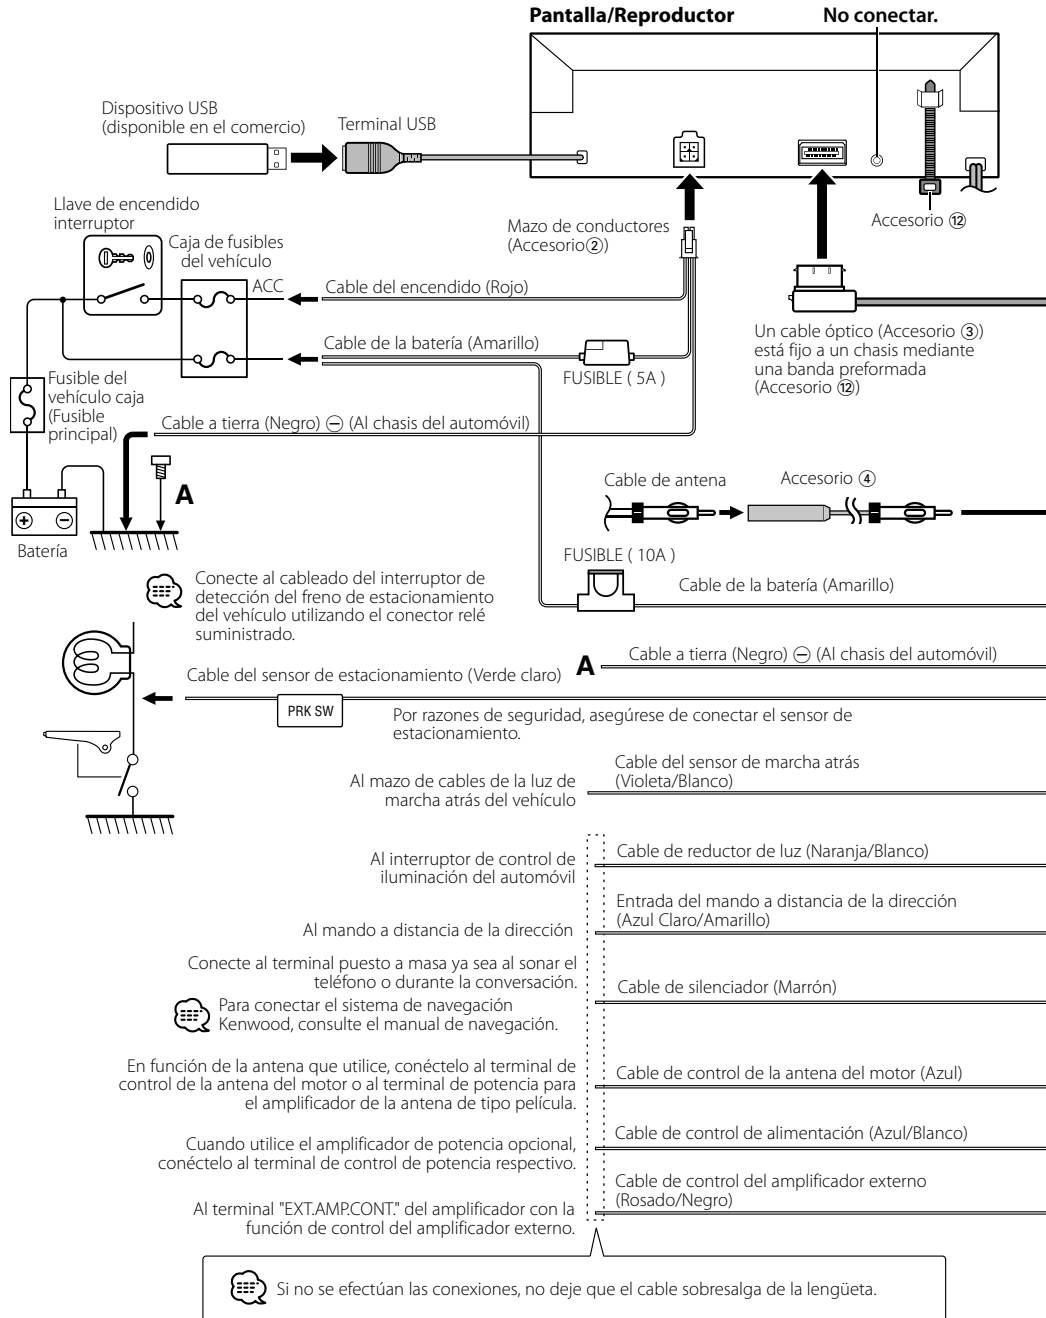 Pantalla/Reproductor
No conectar.
Dispositivo USB
(disponible en el comercio)
Terminal USB
Accesorio ⑫
Llave de encendido
interruptor
Caja de fusibles
del vehículo
Mazo de conductores
(Accesorio②)
ACC
Cable del encendido (Rojo)
Cable de la batería (Amarillo)
FUSIBLE ( 5A )
Un cable óptico (Accesorio ③)
está fijo a un chasis mediante
una banda preformada
(Accesorio ⑫)
Fusible del
vehículo caja
(Fusible
principal)
Cable a tierra (Negro) ⊖ (Al chasis del automóvil)
A
Batería
Cable de antena
Accesorio ④
FUSIBLE ( 10A )
Cable de la batería (Amarillo)
Conecte al cableado del interruptor de
detección del freno de estacionamiento
del vehículo utilizando el conector relé
suministrado.
A
Cable a tierra (Negro) ⊖ (Al chasis del automóvil)
Cable del sensor de estacionamiento (Verde claro)
PRK SW
Por razones de seguridad, asegúrese de conectar el sensor de
estacionamiento.
Al mazo de cables de la luz de
marcha atrás del vehículo
Cable del sensor de marcha atrás
(Violeta/Blanco)
Al interruptor de control de
iluminación del automóvil
Cable de reductor de luz (Naranja/Blanco)
Al mando a distancia de la dirección
Entrada del mando a distancia de la dirección
(Azul Claro/Amarillo)
Conecte al terminal puesto a masa ya sea al sonar el
teléfono o durante la conversación.
Para conectar el sistema de navegación
Kenwood, consulte el manual de navegación.
Cable de silenciador (Marrón)
En función de la antena que utilice, conéctelo al terminal de
control de la antena del motor o al terminal de potencia para
el amplificador de la antena de tipo película.
Cable de control de la antena del motor (Azul)
Cuando utilice el amplificador de potencia opcional,
conéctelo al terminal de control de potencia respectivo.
Cable de control de alimentación (Azul/Blanco)
Al terminal "EXT.AMP.CONT." del amplificador con la
función de control del amplificador externo.
Cable de control del amplificador externo
(Rosado/Negro)
Si no se efectúan las conexiones, no deje que el cable sobresalga de la lengüeta.